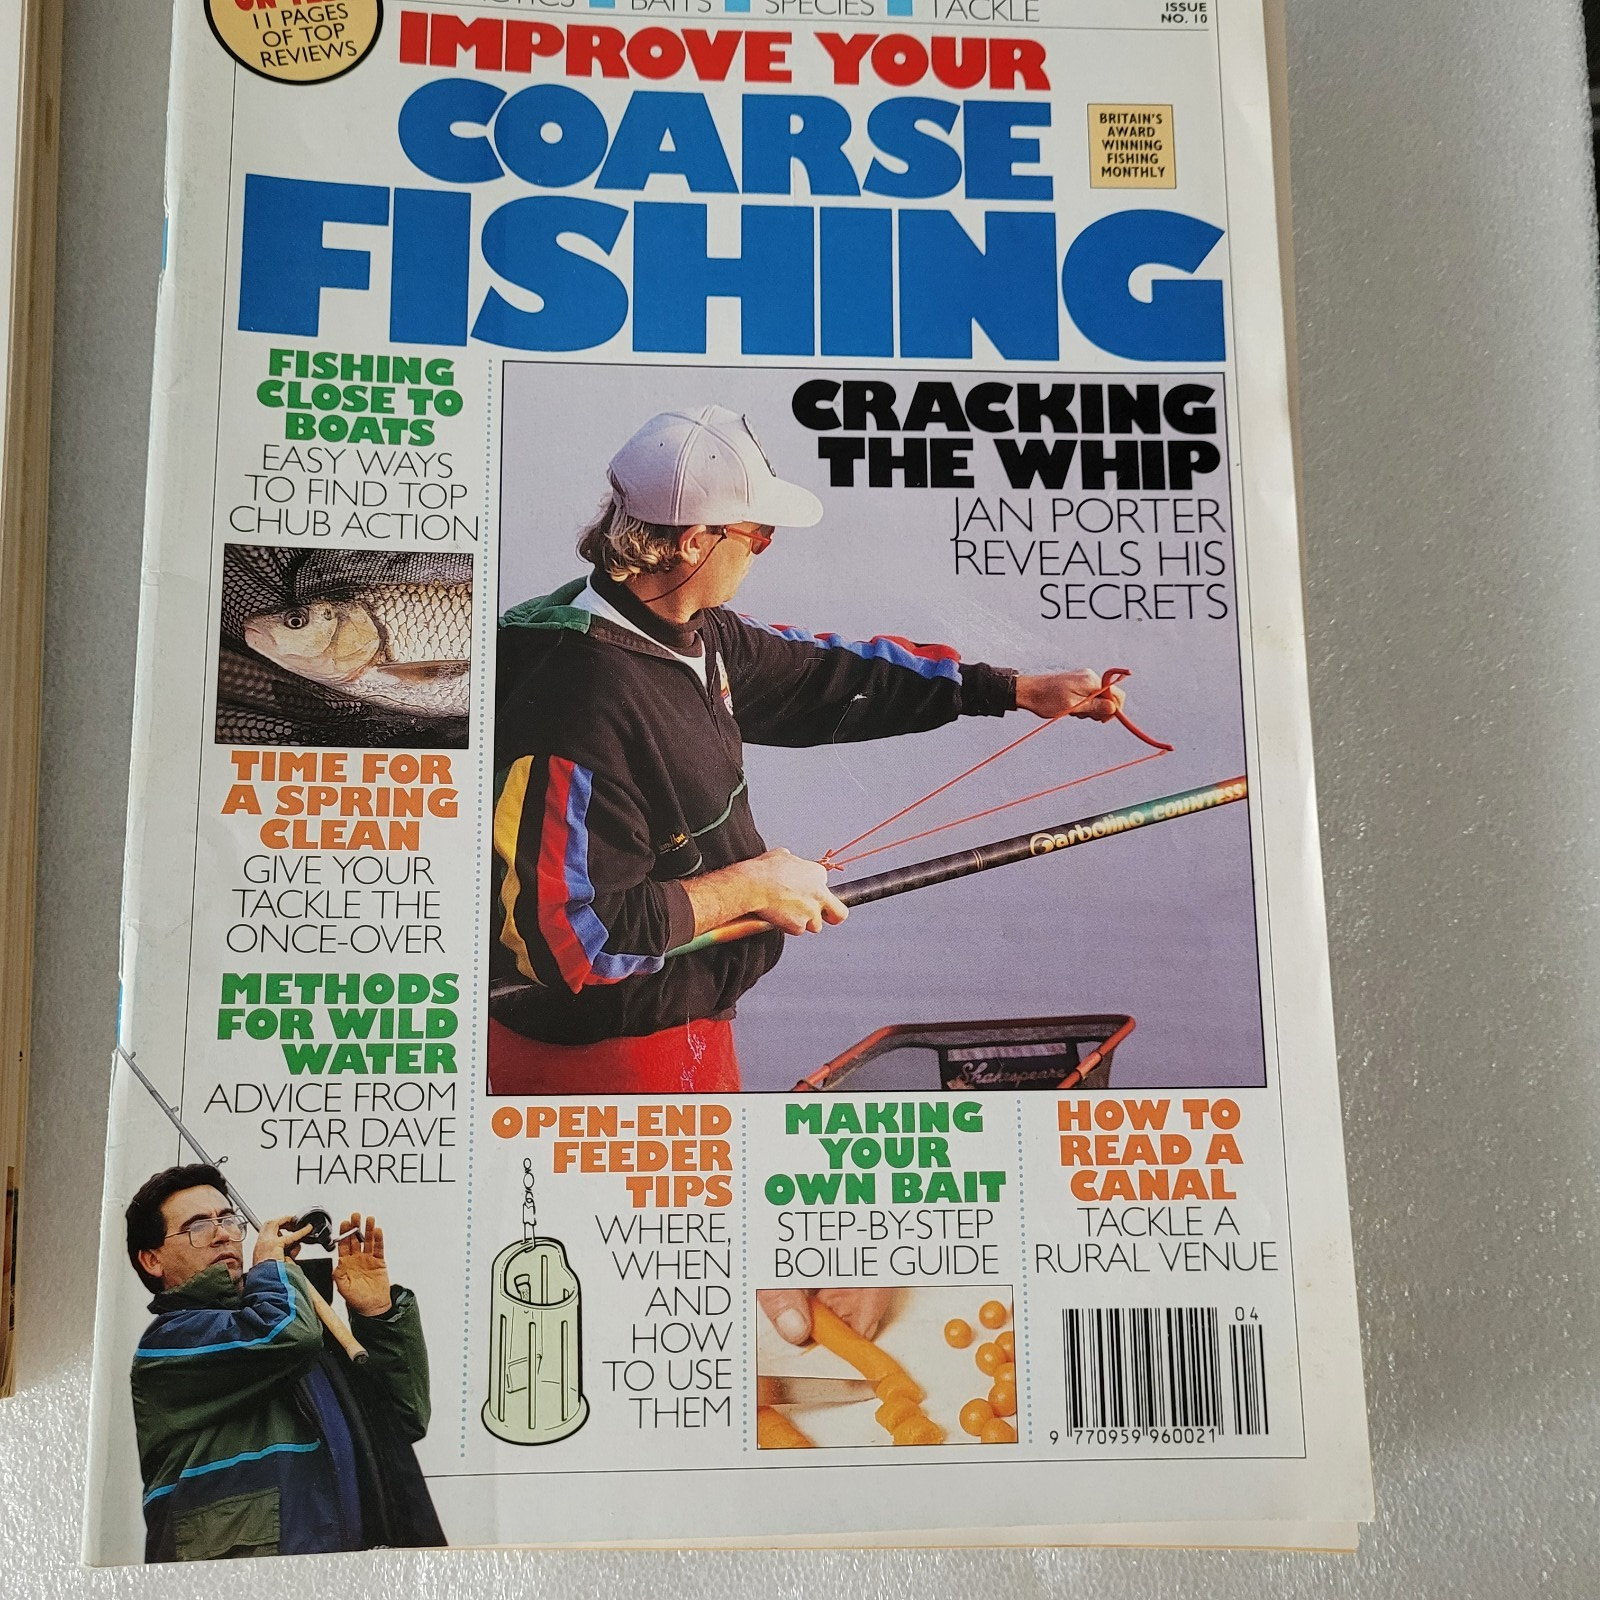 11 PAGES
OF TOP
REVIEWS
BAITS
SPECIES
TACKLE
ISSUE
NO. 10
IMPROVE YOUR
COARSE
FISHING
BRITAIN'S
AWARD
WINNING
FISHING
MONTHLY
FISHING
CLOSE TO
BOATS
EASY WAYS
TO FIND TOP
CHUB ACTION
TIME FOR
A SPRING
CLEAN
GIVE YOUR
TACKLE THE
ONCE-OVER
METHODS
FOR WILD
WATER
ADVICE FROM
STAR DAVE
HARRELL
CRACKING
THE WHIP
JAN PORTER
REVEALS HIS
SECRETS
Garbolino COUNTESS
Shakespeare
OPEN-END
FEEDER
TIPS
WHERE,
WHEN
AND
HOW
TO USE
THEM
MAKING
YOUR
OWN BAIT
STEP-BY-STEP
BOILIE GUIDE
HOW TO
READ A
CANAL
TACKLE A
RURAL VENUE
04
9 770959 960021